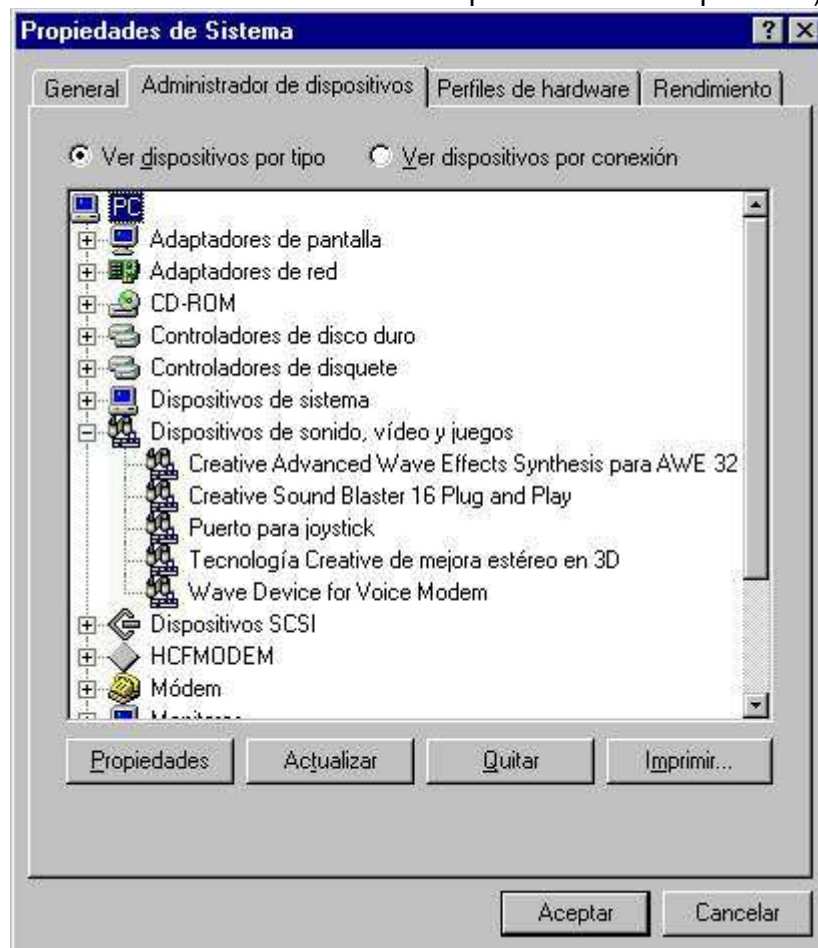 Propiedades de Sistema
General Administrador de dispositivos Perfiles de hardware Rendimiento
Ver dispositivos por tipo Ver dispositivos por conexión
PC
Adaptadores de pantalla
Adaptadores de red
CD-ROM
Controladores de disco duro
Controladores de disquete
Dispositivos de sistema
Dispositivos de sonido, vídeo y juegos
Creative Advanced Wave Effects Synthesis para AWE 32
Creative Sound Blaster 16 Plug and Play
Puerto para joystick
Tecnología Creative de mejora estéreo en 3D
Wave Device for Voice Modem
Dispositivos SCSI
HCFMODEM
Módem
Propiedades Actualizar Quitar Imprimir...
Aceptar Cancelar